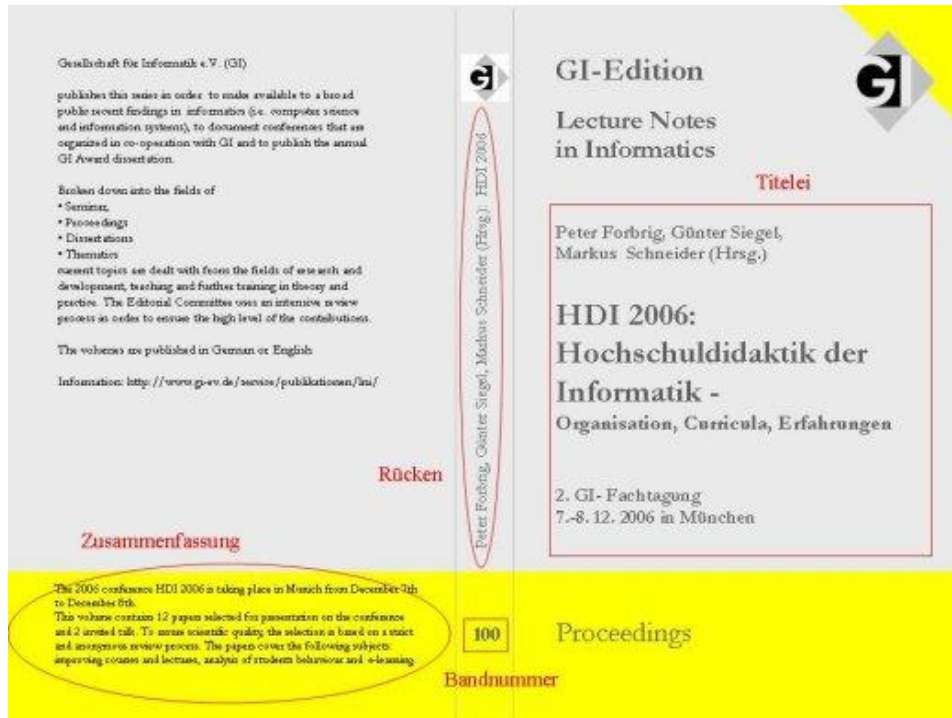 Gesellschaft für Informatik e.V. (GI)
publishes this series in order to make available to a broad
public recent findings in informatics (i.e. computer science
and information systems), to document conferences that are
organized in co-operation with GI and to publish the annual
GI Award dissertation.
Broken down into the fields of
• Seminar,
• Proceedings
• Dissertations
• Thematics
current topics are dealt with from the fields of research and
development, teaching and further training in theory and
practice. The Editorial Committee uses an intensive review
process in order to ensure the high level of the contributions.
The volumes are published in German or English
Information: http://www.gi-ev.de/service/publikationen/lni/
Rücken
Zusammenfassung
The 2006 conference HDI 2006 is taking place in Munich from December 7th
to December 8th.
This volume contains 12 papers selected for presentation on the conference
and 2 invited talk. To assure scientific quality, the selection is based on a strict
and anonymous review process. The papers cover the following subjects:
improving courses and lectures, analysis of students behaviour and e-learning
GI
Peter Forbrig, Günter Siegel, Markus Schneider (Hrsg.): HDI 2006
100
Bandnummer
GI-Edition
GI
Lecture Notes
in Informatics
Titelei
Peter Forbrig, Günter Siegel,
Markus Schneider (Hrsg.)
HDI 2006:
Hochschuldidaktik der
Informatik -
Organisation, Curricula, Erfahrungen
2. GI- Fachtagung
7.-8. 12. 2006 in München
Proceedings